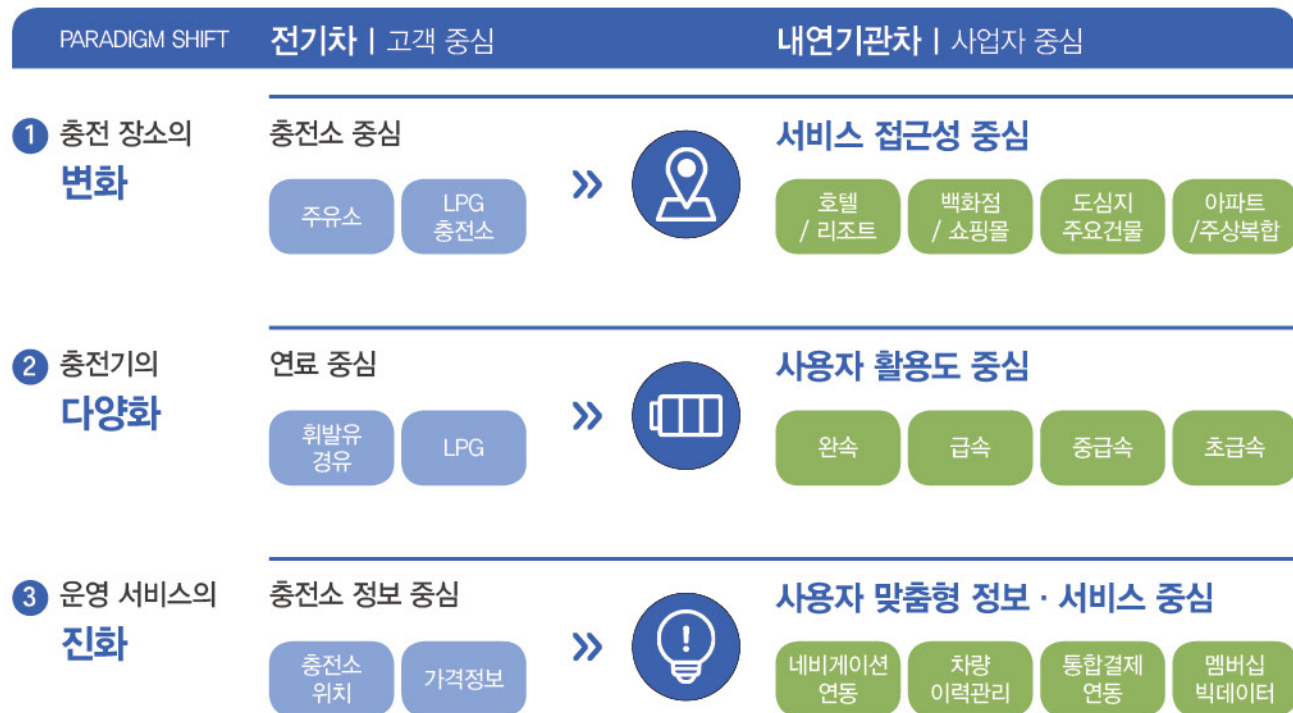 PARADIGM SHIFT 전기차 | 고객 중심 내연기관차 | 사업자 중심
1 충전 장소의
변화
충전소 중심
주유소
LPG
충전소
서비스 접근성 중심
호텔
/ 리조트
백화점
/ 쇼핑몰
도심지
주요건물
아파트
/주상복합
2 충전기의
다양화
연료 중심
휘발유
경유
LPG
사용자 활용도 중심
완속
급속
중급속
초급속
3 운영 서비스의
진화
충전소 정보 중심
충전소
위치
가격정보
사용자 맞춤형 정보 · 서비스 중심
네비게이션
연동
차량
이력관리
통합결제
연동
멤버십
빅데이터